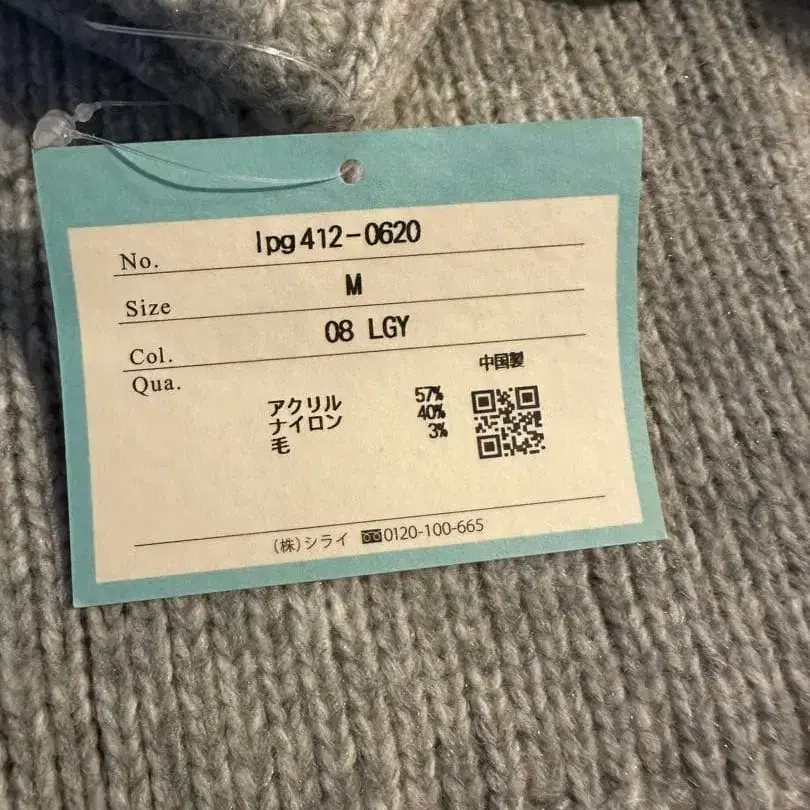 No. lpg412-0620
Size M
Col. 08 LGY
Qua. 中国製
アクリル 57%
ナイロン 40%
毛 3%
(株)シライ 0120-100-665